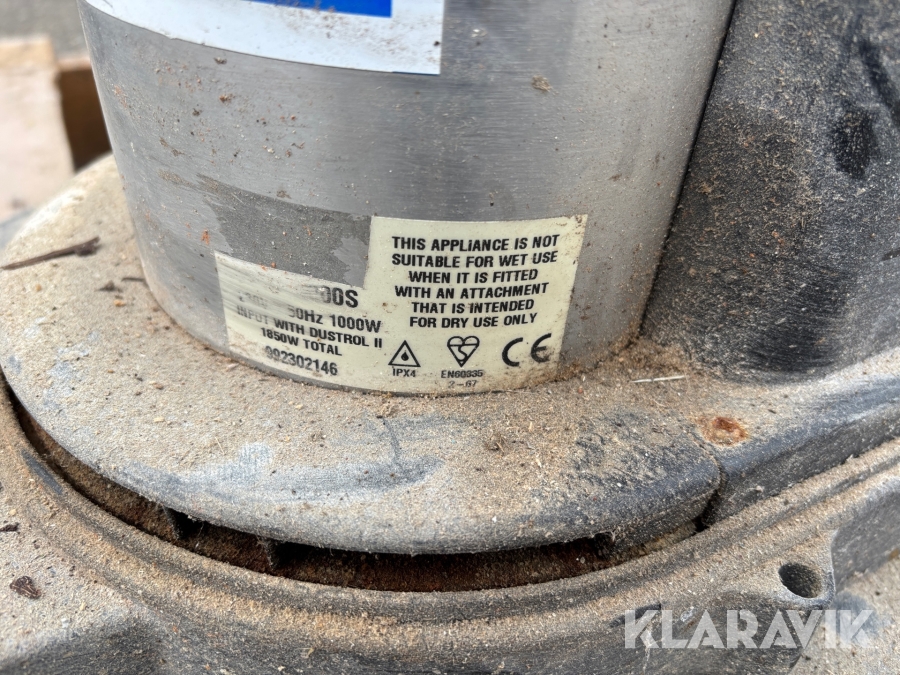 THIS APPLIANCE IS NOT
SUITABLE FOR WET USE
WHEN IT IS FITTED
WITH AN ATTACHMENT
THAT IS INTENDED
FOR DRY USE ONLY
50Hz 1000W
INPUT WITH DUSTROL II
1850W TOTAL
992302146
IPX4
EN60335
2-67
CE
KLARAVIK